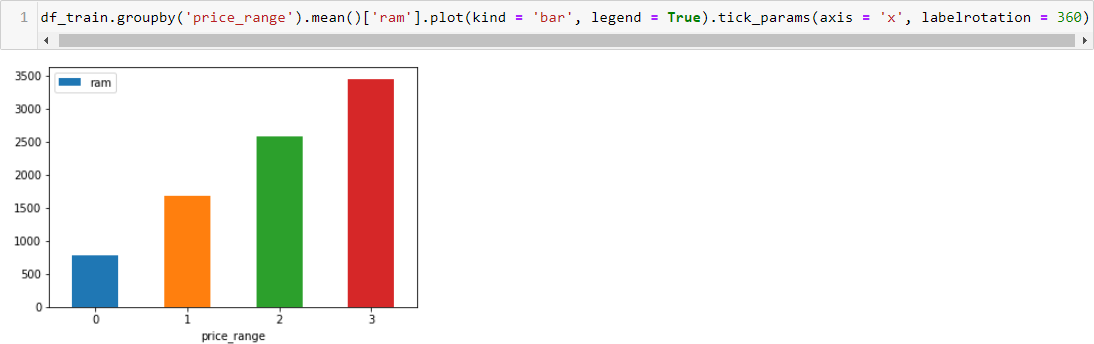 1 df_train.groupby('price_range').mean()['ram'].plot(kind = 'bar', legend = True).tick_params(axis = 'x', labelrotation = 360)
ram
3500
3000
2500
2000
1500
1000
500
0
0 1 2 3
price_range